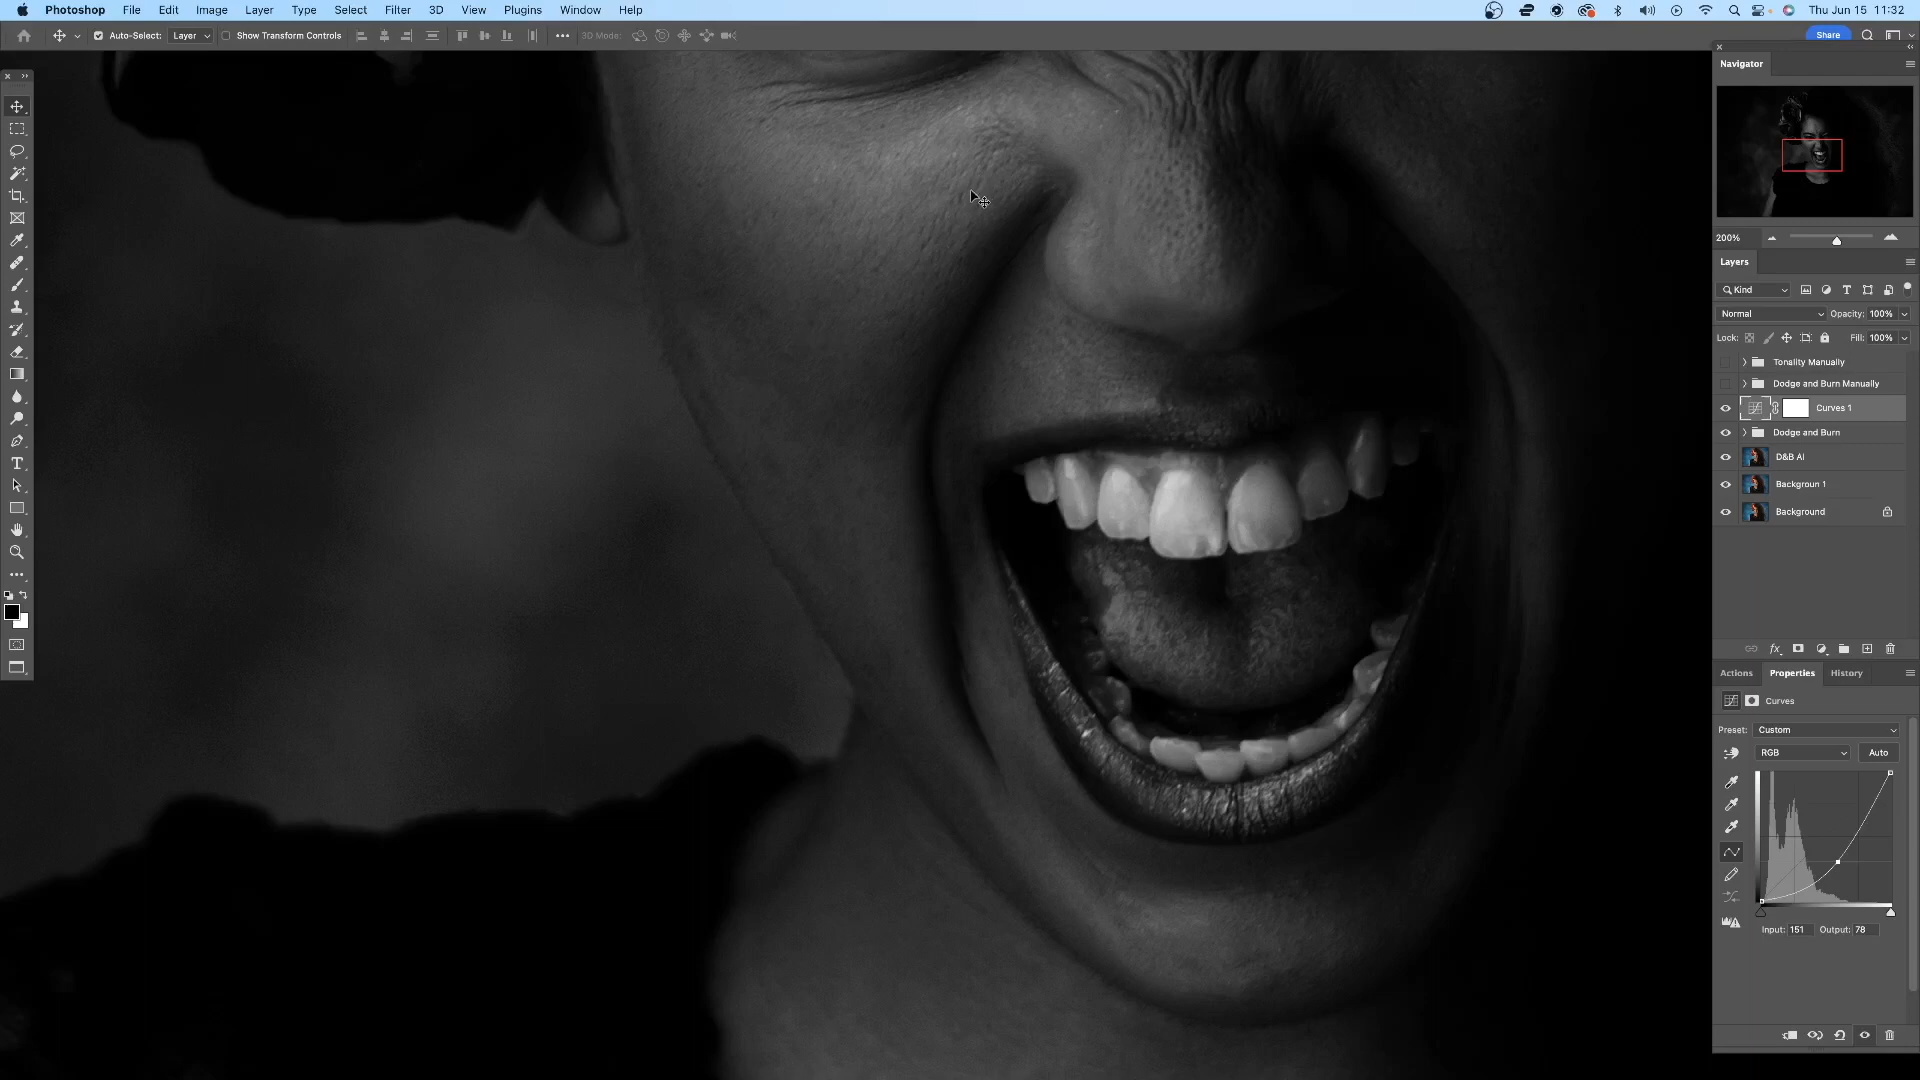 Photoshop File Edit Image Layer Type Select Filter 3D View Plugins Window Help Thu Jun 15 11:32
Auto-Select: Layer Show Transform Controls 3D Mode: Share
Navigator
200%
Layers
Kind
Normal Opacity: 100%
Lock: Fill: 100%
Tonality Manually
Dodge and Burn Manually
Curves 1
Dodge and Burn
D&B AI
Backgroun 1
Background
fx
Actions Properties History
Curves
Preset: Custom
RGB Auto
Input: 151 Output: 78